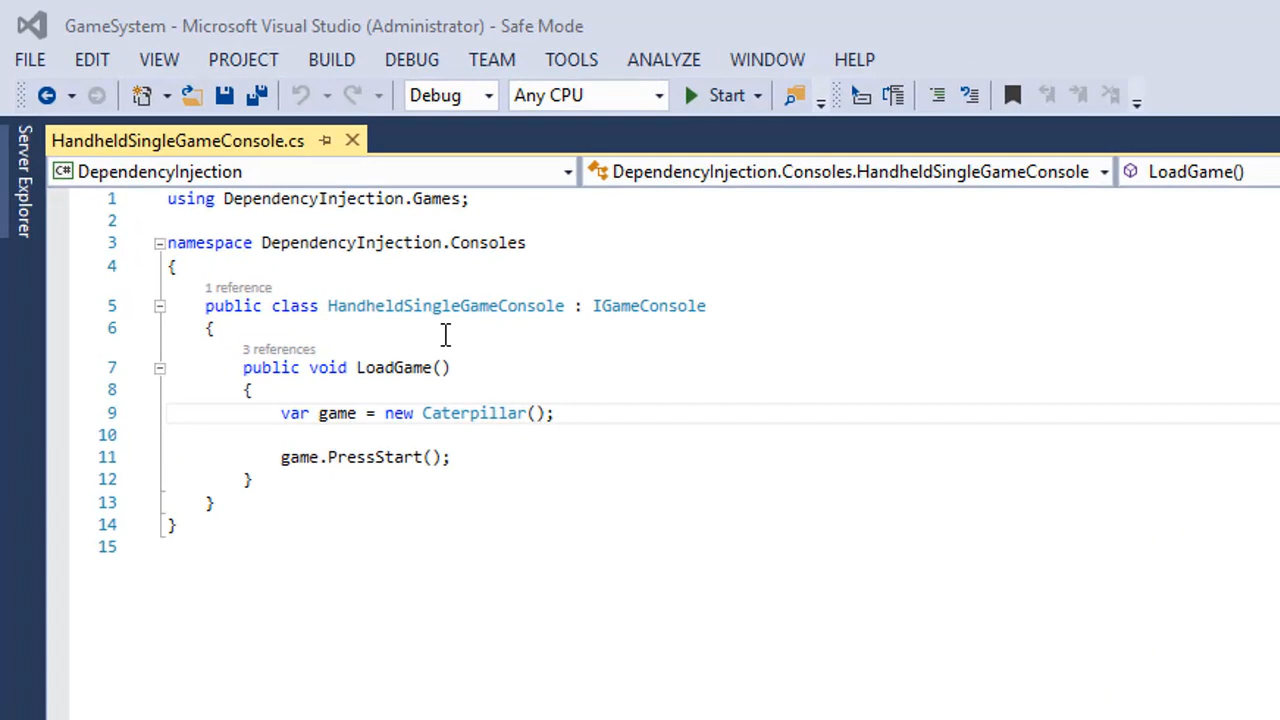 GameSystem - Microsoft Visual Studio (Administrator) - Safe Mode
FILE EDIT VIEW PROJECT BUILD DEBUG TEAM TOOLS ANALYZE WINDOW HELP
Debug Any CPU Start
Server Explorer
HandheldSingleGameConsole.cs
C# DependencyInjection DependencyInjection.Consoles.HandheldSingleGameConsole LoadGame()
1 using DependencyInjection.Games;
2
3 namespace DependencyInjection.Consoles
4 {
1 reference
5 public class HandheldSingleGameConsole : IGameConsole
6 {
3 references
7 public void LoadGame()
8 {
9 var game = new Caterpillar();
10
11 game.PressStart();
12 }
13 }
14 }
15